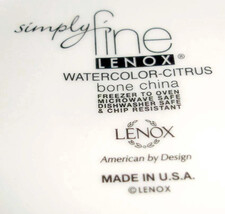 simply fine
LENOX®
WATERCOLOR-CITRUS
bone china
FREEZER TO OVEN
MICROWAVE SAFE
DISHWASHER SAFE
& CHIP RESISTANT
LENOX
American by Design
MADE IN U.S.A.
©LENOX